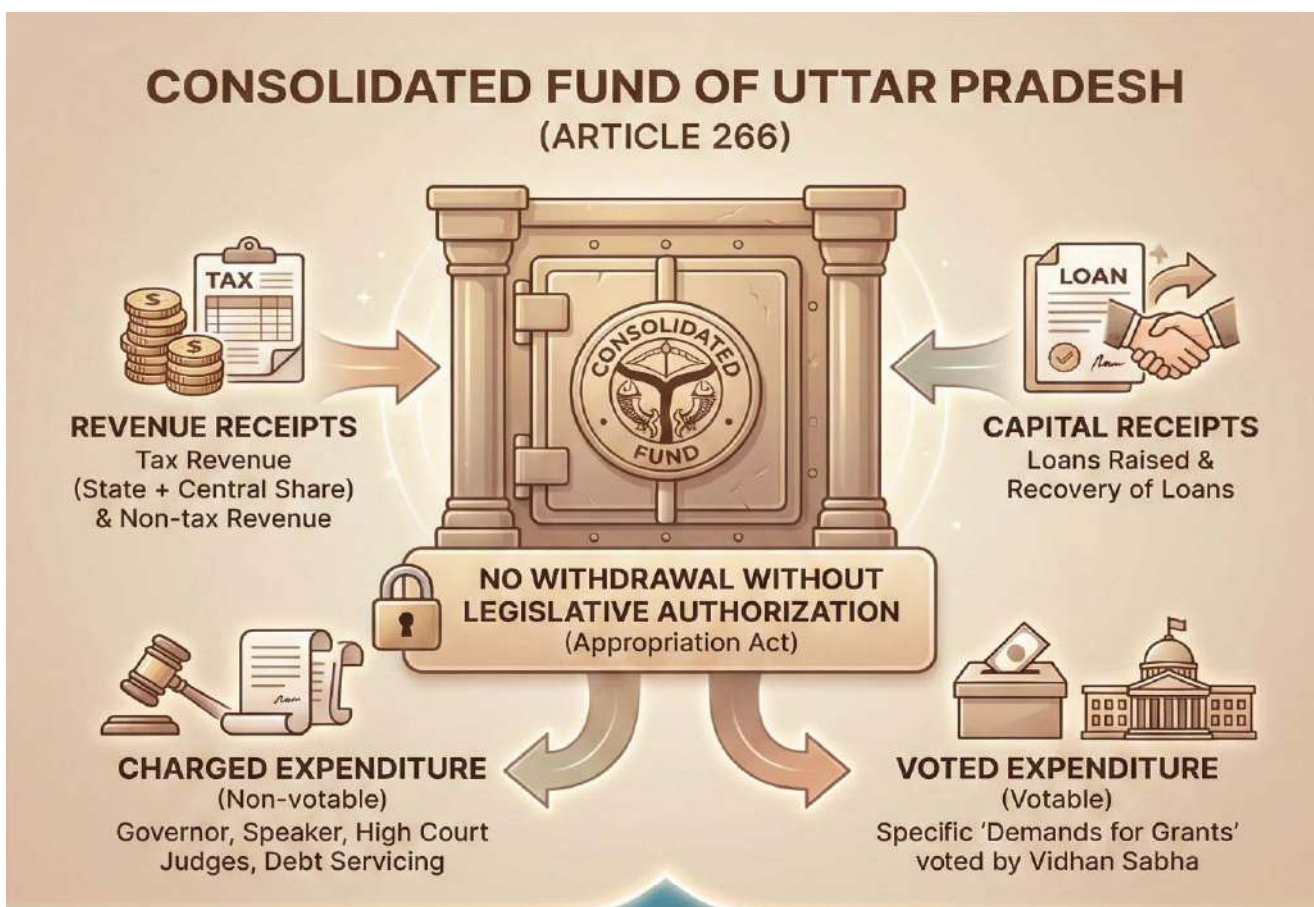 CONSOLIDATED FUND OF UTTAR PRADESH
(ARTICLE 266)
TAX
$
$
REVENUE RECEIPTS
Tax Revenue
(State + Central Share)
& Non-tax Revenue
CONSOLIDATED
FUND
LOAN
CAPITAL RECEIPTS
Loans Raised &
Recovery of Loans
NO WITHDRAWAL WITHOUT
LEGISLATIVE AUTHORIZATION
(Appropriation Act)
CHARGED EXPENDITURE
(Non-votable)
Governor, Speaker, High Court
Judges, Debt Servicing
VOTED EXPENDITURE
(Votable)
Specific 'Demands for Grants'
voted by Vidhan Sabha